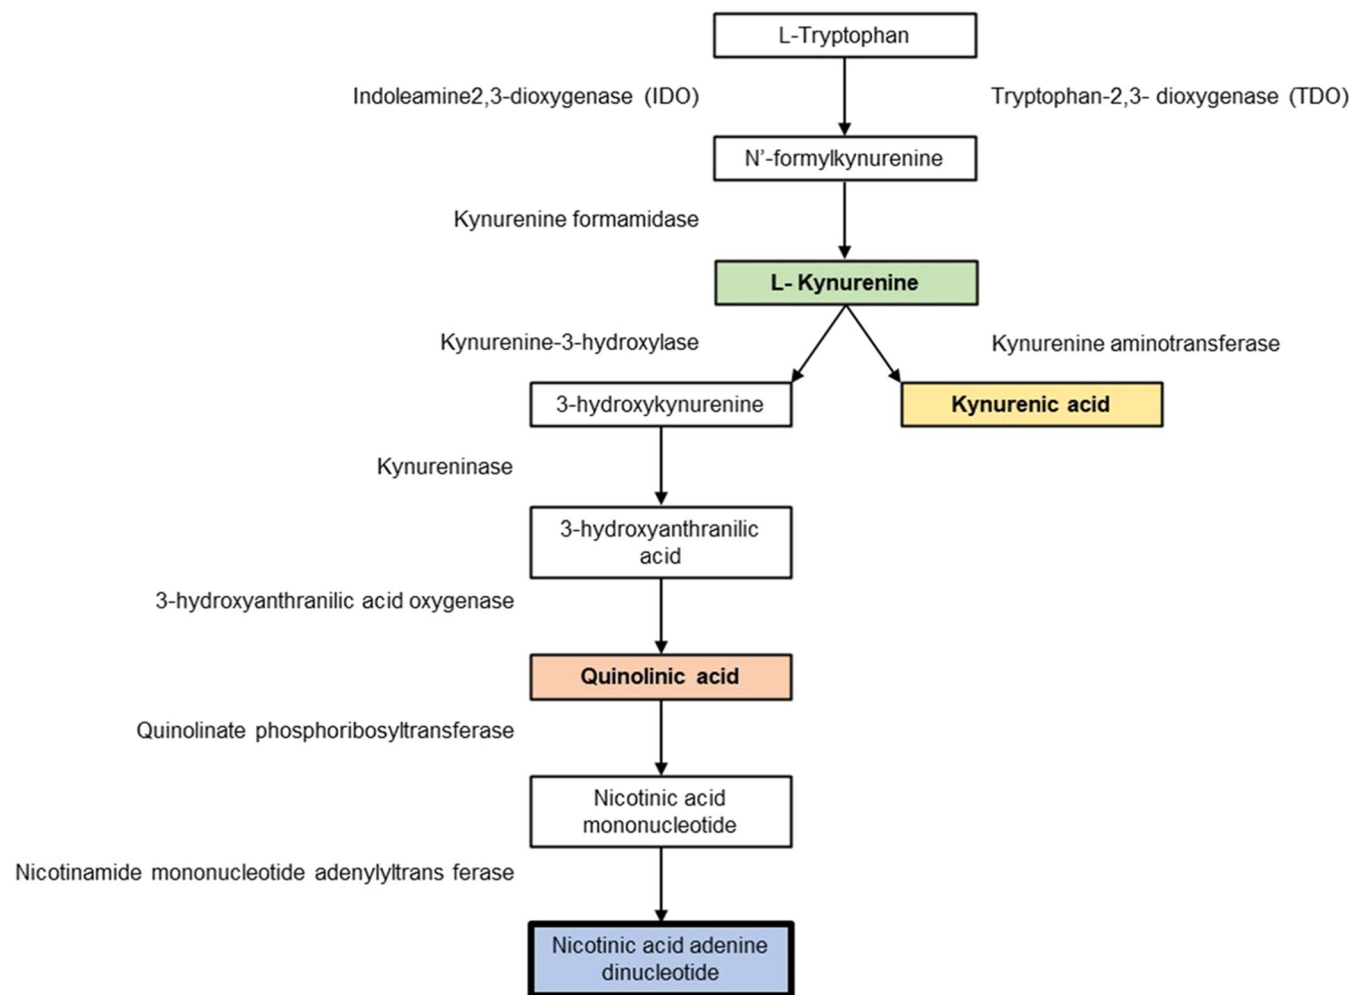 L-Tryptophan
Indoleamine2,3-dioxygenase (IDO)
Tryptophan-2,3- dioxygenase (TDO)
N’-formylkynurenine
Kynurenine formamidase
L- Kynurenine
Kynurenine-3-hydroxylase
Kynurenine aminotransferase
3-hydroxykynurenine
Kynurenic acid
Kynureninase
3-hydroxyanthranilic
acid
3-hydroxyanthranilic acid oxygenase
Quinolinic acid
Quinolinate phosphoribosyltransferase
Nicotinic acid
mononucleotide
Nicotinamide mononucleotide adenylyltrans ferase
Nicotinic acid adenine
dinucleotide